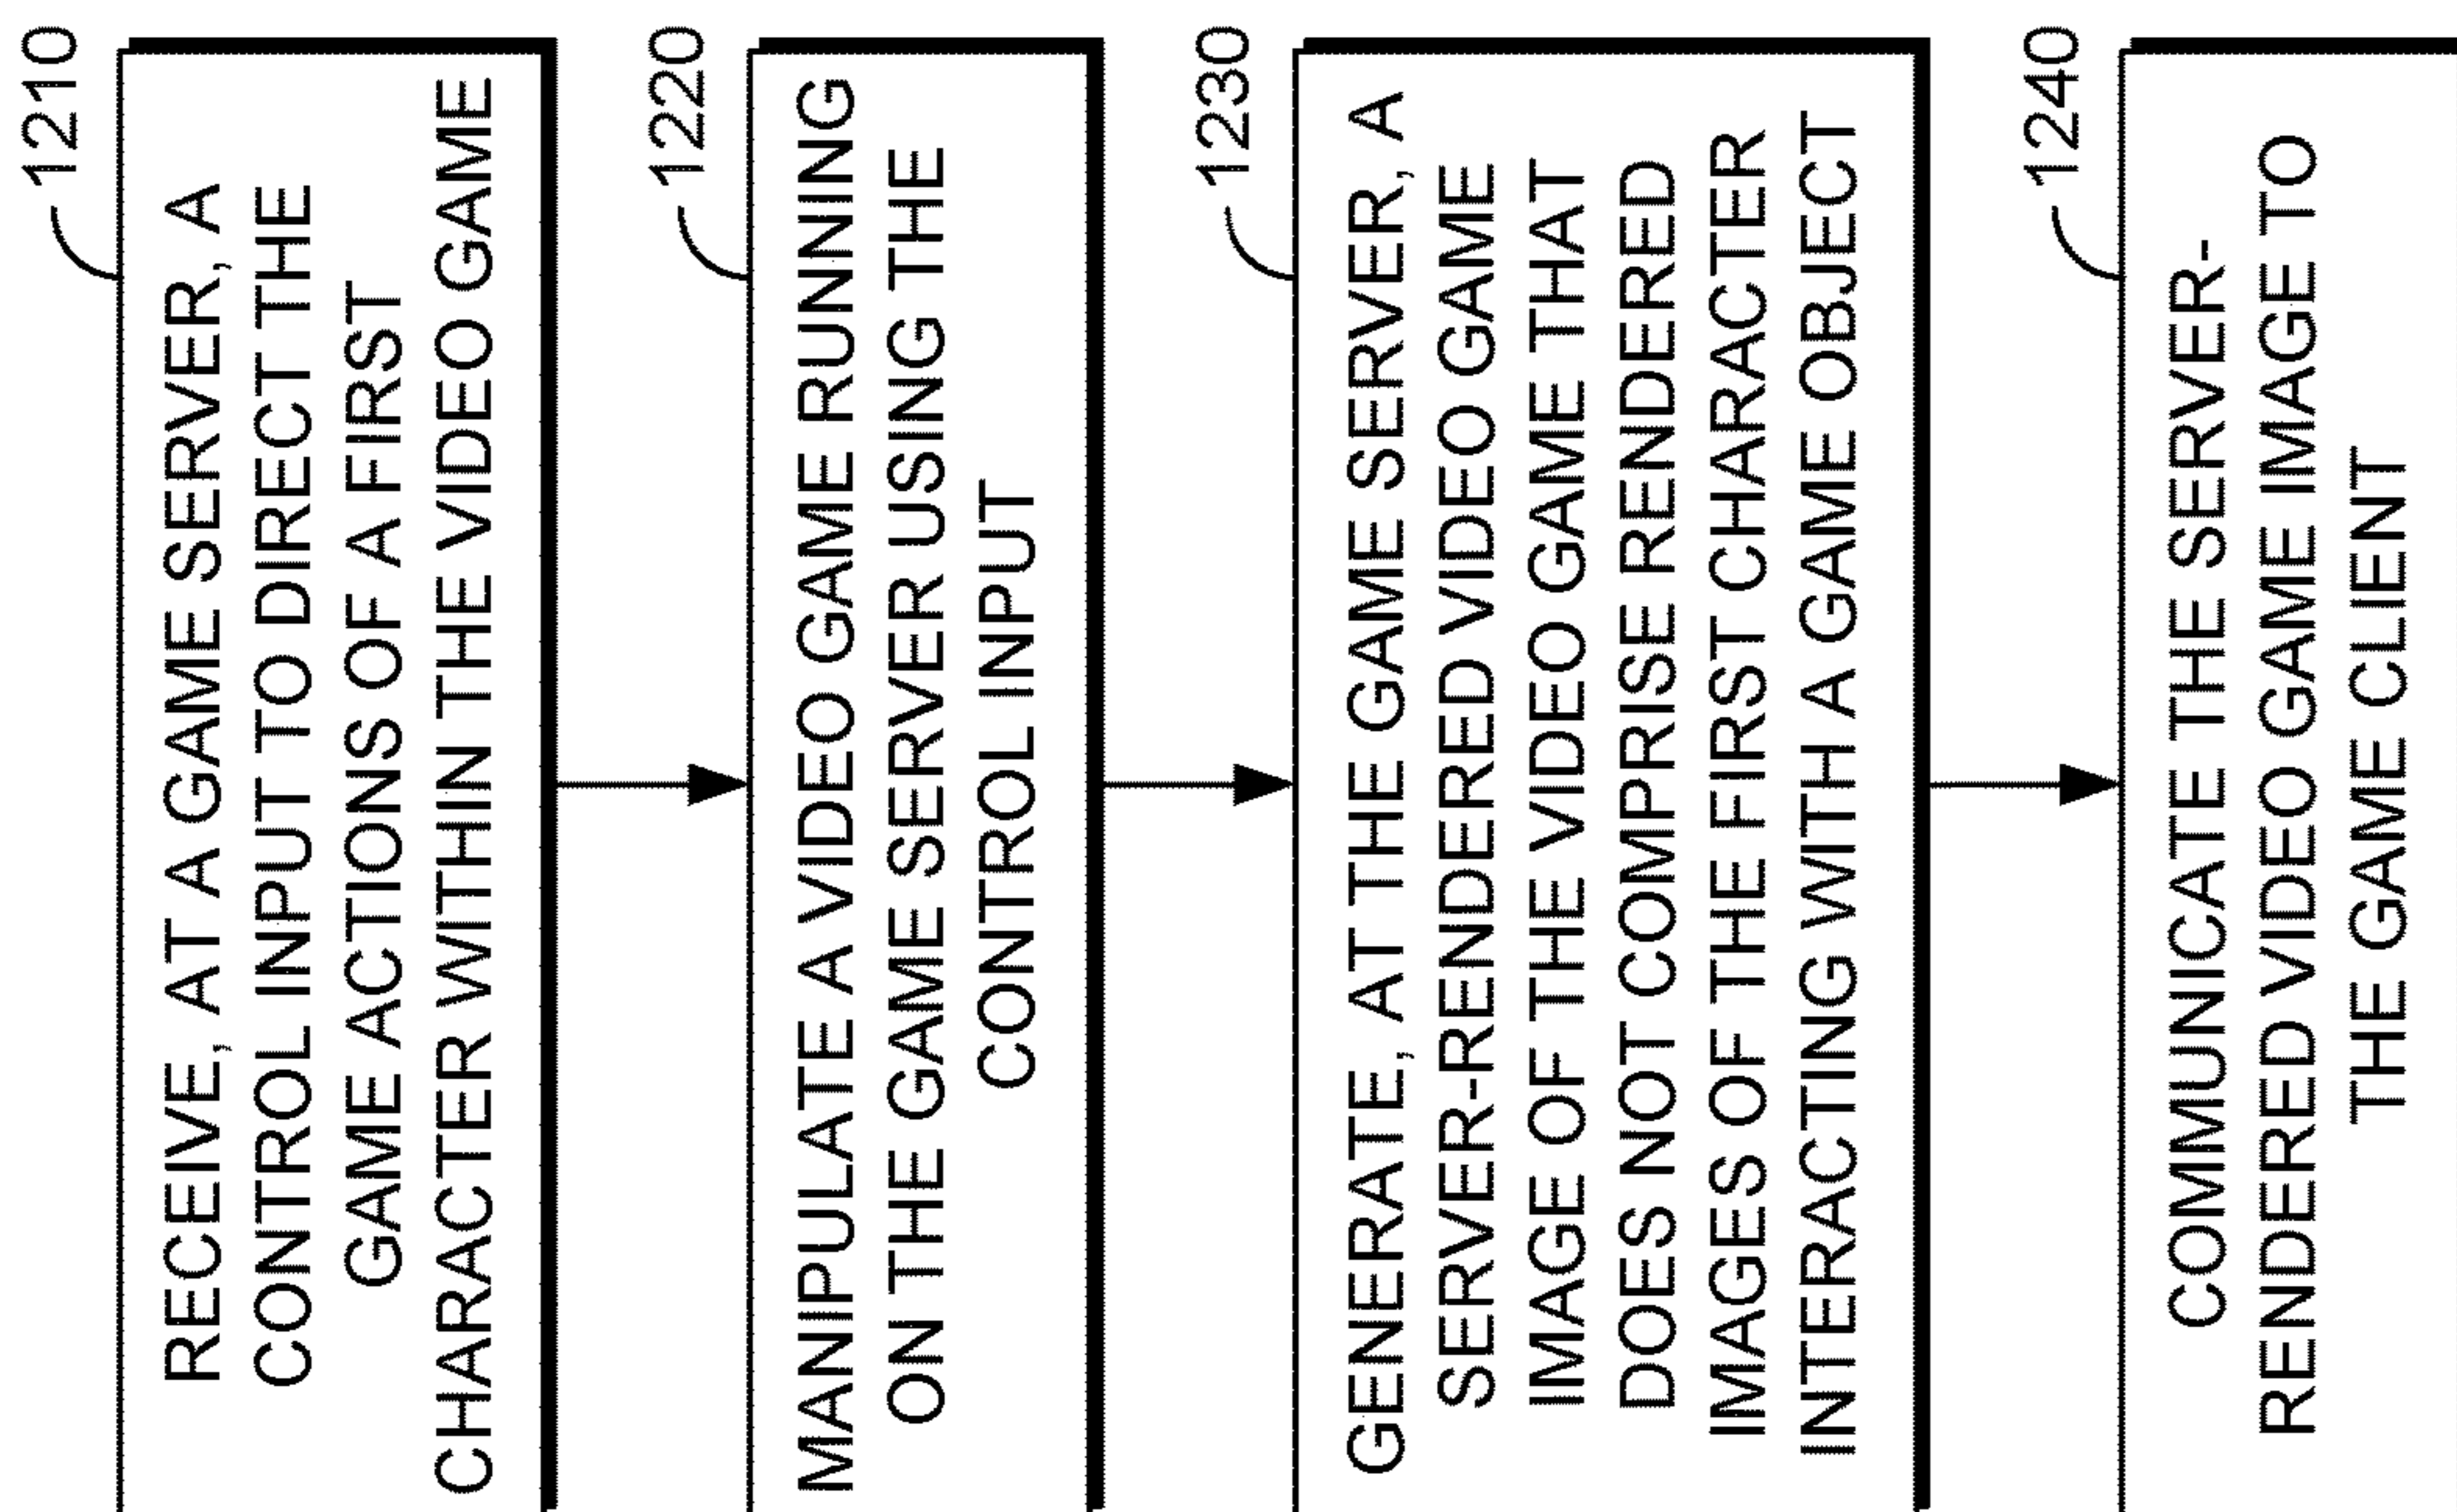 1210
RECEIVE, AT A GAME SERVER, A
CONTROL INPUT TO DIRECT THE
GAME ACTIONS OF A FIRST
CHARACTER WITHIN THE VIDEO GAME
1220
MANIPULATE A VIDEO GAME RUNNING
ON THE GAME SERVER USING THE
CONTROL INPUT
1230
GENERATE, AT THE GAME SERVER, A
SERVER-RENDERED VIDEO GAME
IMAGE OF THE VIDEO GAME THAT
DOES NOT COMPRISE RENDERED
IMAGES OF THE FIRST CHARACTER
INTERACTING WITH A GAME OBJECT
1240
COMMUNICATE THE SERVER-
RENDERED VIDEO GAME IMAGE TO
THE GAME CLIENT